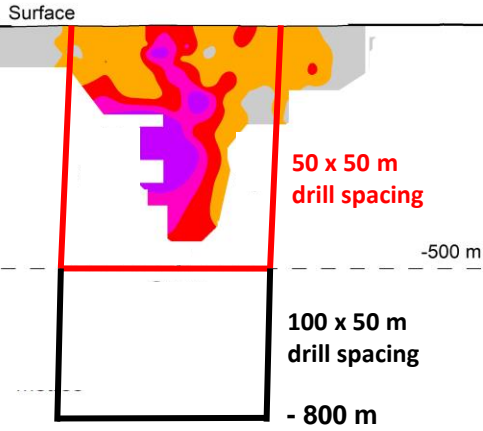 Surface
50 x 50 m
drill spacing
-500 m
100 x 50 m
drill spacing
- 800 m